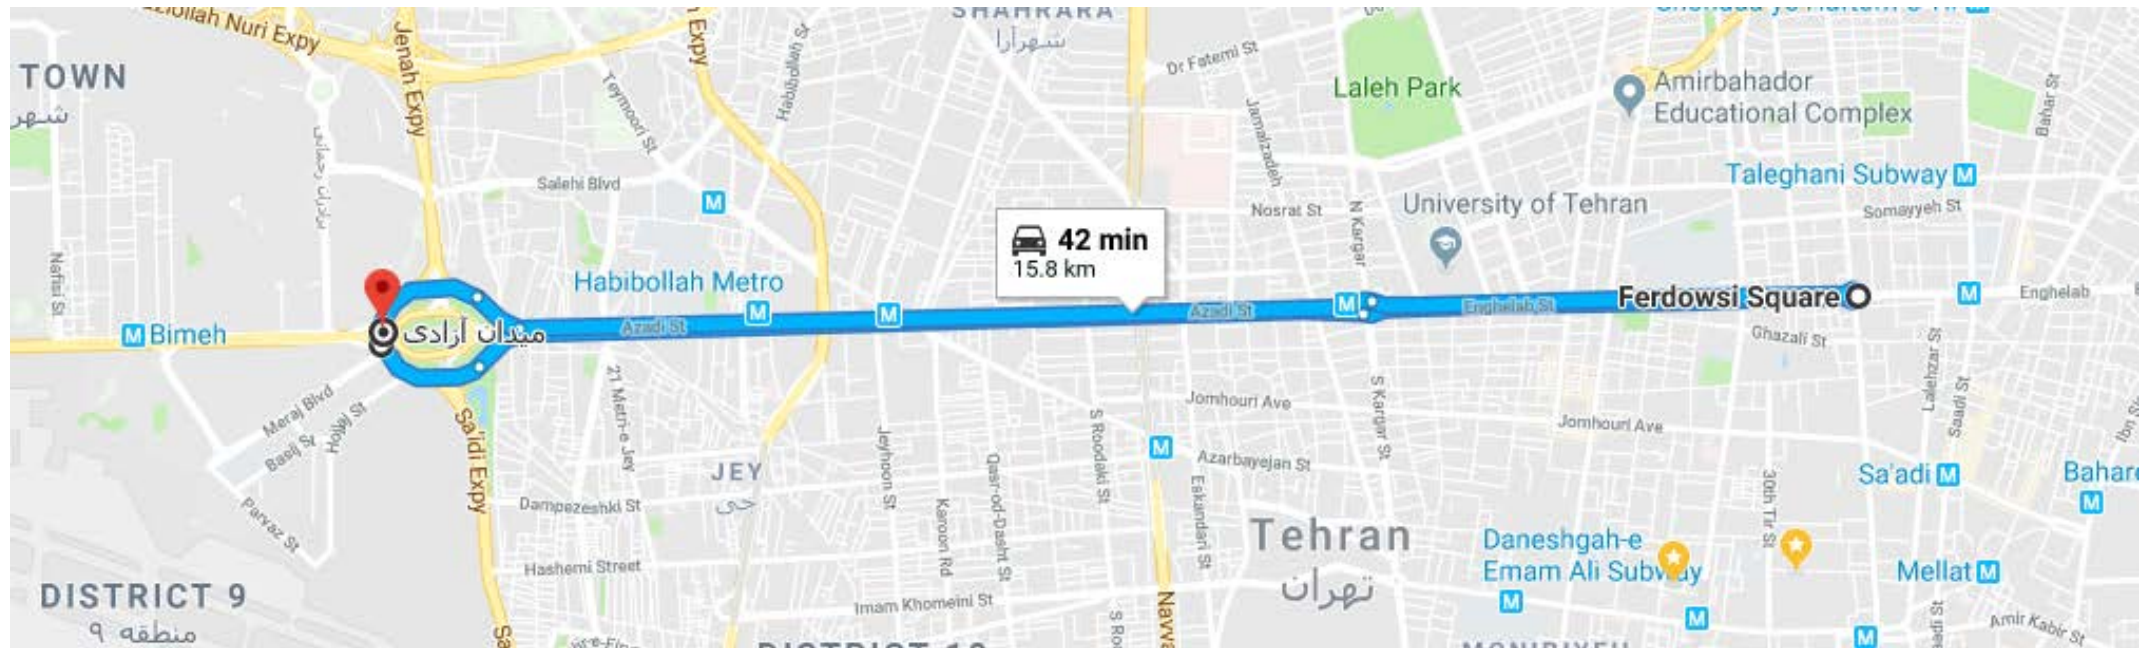 Nuri Expy
Jenah Expy
Expy
Habibollah St
SHAHRARA
شهرآرا
Dr Fatemi St
Laleh Park
Amirbahador
Educational Complex
Bahar St
TOWN
شهر
Teymoori St
Jamalzadeh
برادران رحمانی
Salehi Blvd
M
Taleghani Subway M
Nosrat St
N Kargar
University of Tehran
Somayyeh St
Nafisi St
42 min
15.8 km
Habibollah Metro
M
M
M
Ferdowsi Square
M
Enghelab
M Bimeh
میدان آزادی
Azadi St
Azadi St
Enghelab St
Ghazali St
Lalehzar St
Saadi St
Meraj Blvd
Basij St
Hojjaj St
Sa'idi Expy
21 Metri-e Jey
Jomhouri Ave
S Kargar St
Jomhouri Ave
S Roodaki St
M
Azarbayejan St
Jeyhoon St
JEY
جی
Qasr-od-Dasht St
Eskandari St
Karoon Rd
Sa'adi M
M
30th Tir St
Parvaz St
Dampezeshki St
Tehran
تهران
Daneshgah-e
Emam Ali Subway
M
Mellat M
Hashemi Street
DISTRICT 9
منطقه ۹
Imam Khomeini St
M
M
Amir Kabir St